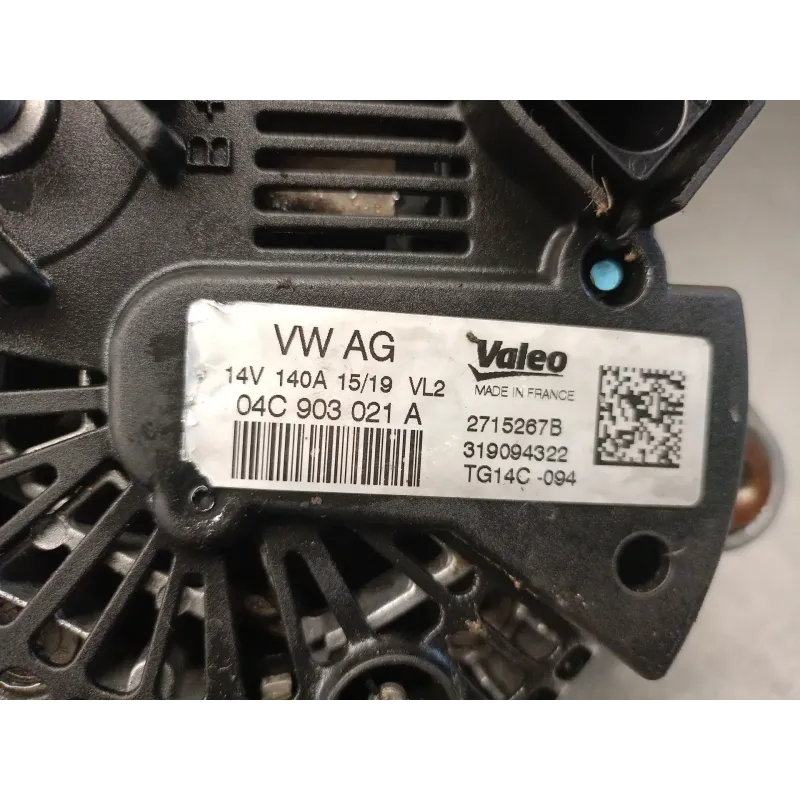 B+
VW AG
14V 140A 15/19 VL2
04C 903 021 A
Valeo
MADE IN FRANCE
2715267B
319094322
TG14C -094